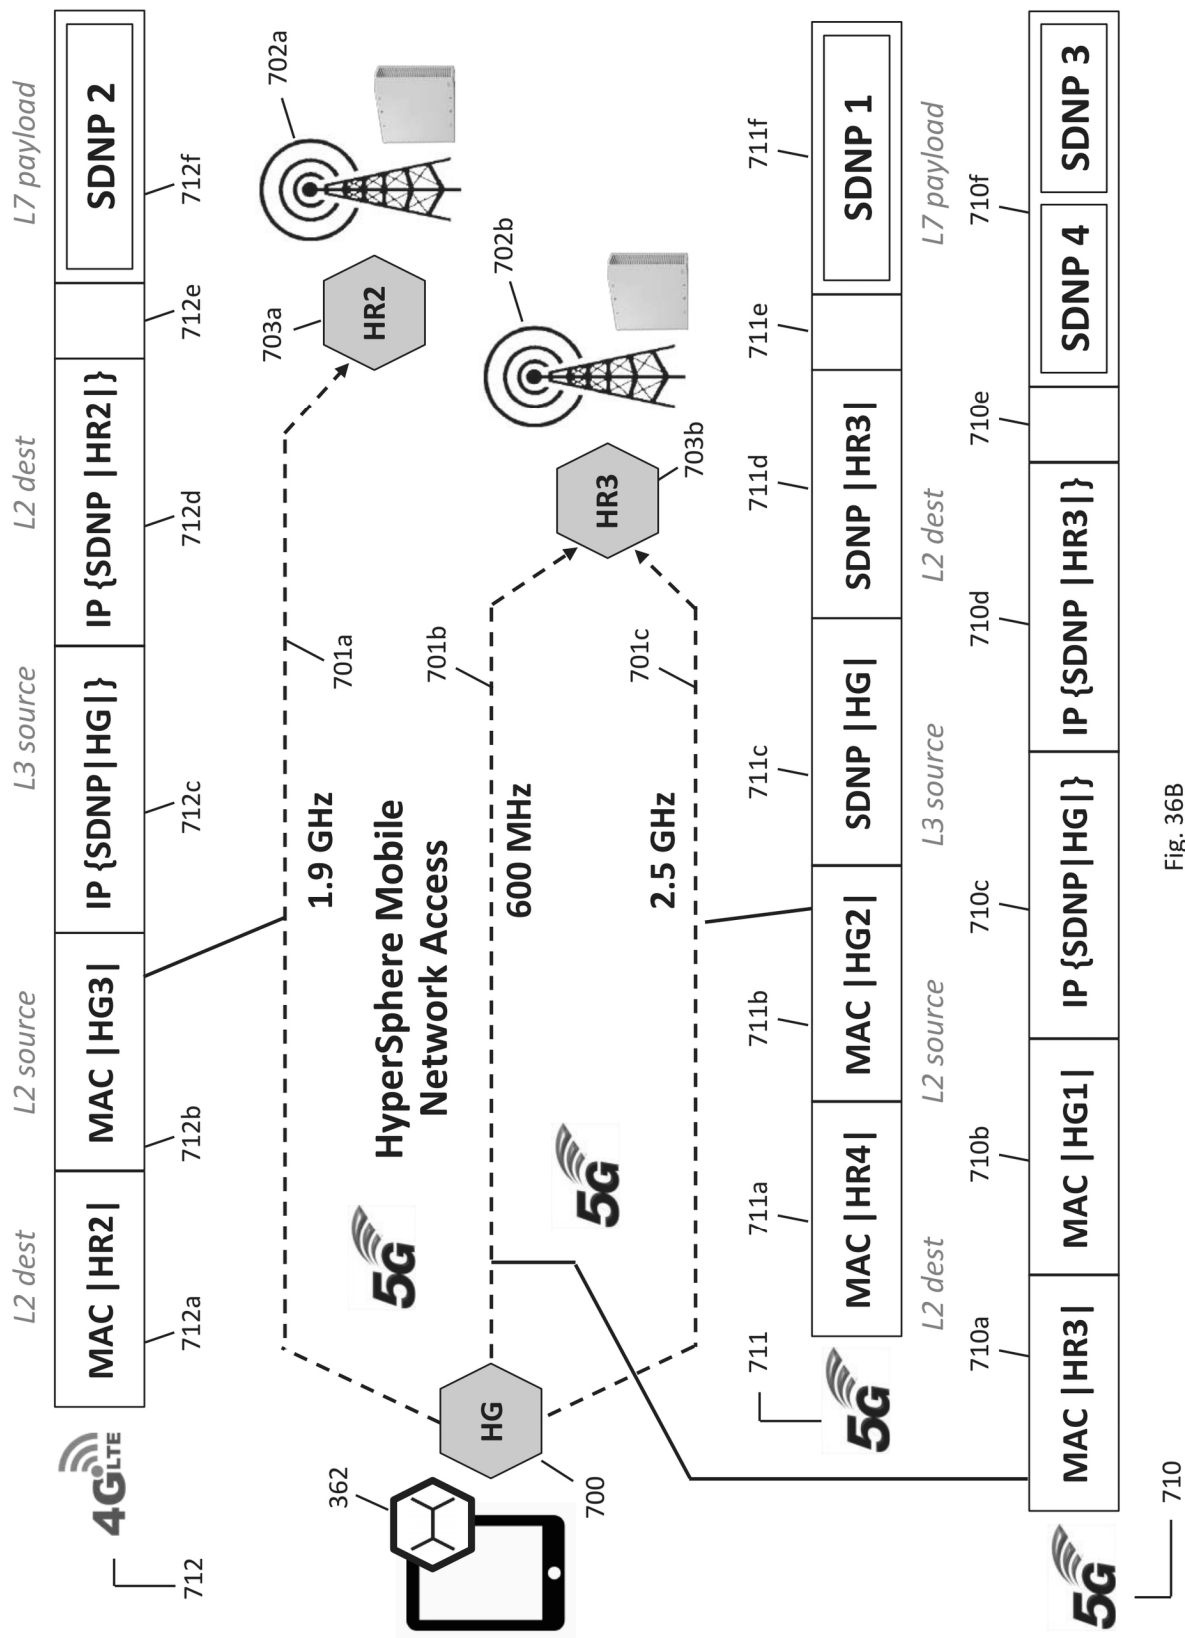 4G LTE
712
L2 dest
L2 source
L3 source
L2 dest
L7 payload
MAC |HR2|
MAC |HG3|
IP {SDNP|HG|}
IP {SDNP |HR2|}
SDNP 2
712a
712b
712c
712d
712e
712f
702a
703a
HR2
701a
1.9 GHz
5G
HyperSphere Mobile
Network Access
362
HG
700
702b
701b
600 MHz
5G
HR3
703b
701c
2.5 GHz
711
711a
711b
711c
711d
711e
711f
5G
MAC |HR4|
MAC |HG2|
SDNP |HG|
SDNP |HR3|
SDNP 1
L2 dest
L2 source
L3 source
L2 dest
L7 payload
710a
710b
710c
710d
710e
710f
5G
MAC |HR3|
MAC |HG1|
IP {SDNP|HG|}
IP {SDNP |HR3|}
SDNP 4
SDNP 3
710
Fig. 36B